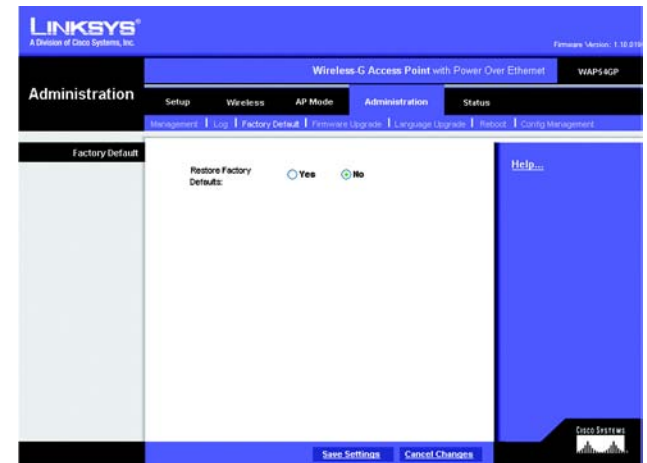 LINKSYS®
A Division of Cisco Systems, Inc.
Firmware Version: 1.10.019
Wireless-G Access Point with Power Over Ethernet WAP54GP
Administration
Setup Wireless AP Mode Administration Status
Management | Log | Factory Default | Firmware Upgrade | Language Upgrade | Reboot | Config Management
Factory Default
Restore Factory Defaults: Yes No
Help...
CISCO SYSTEMS
Save Settings Cancel Changes